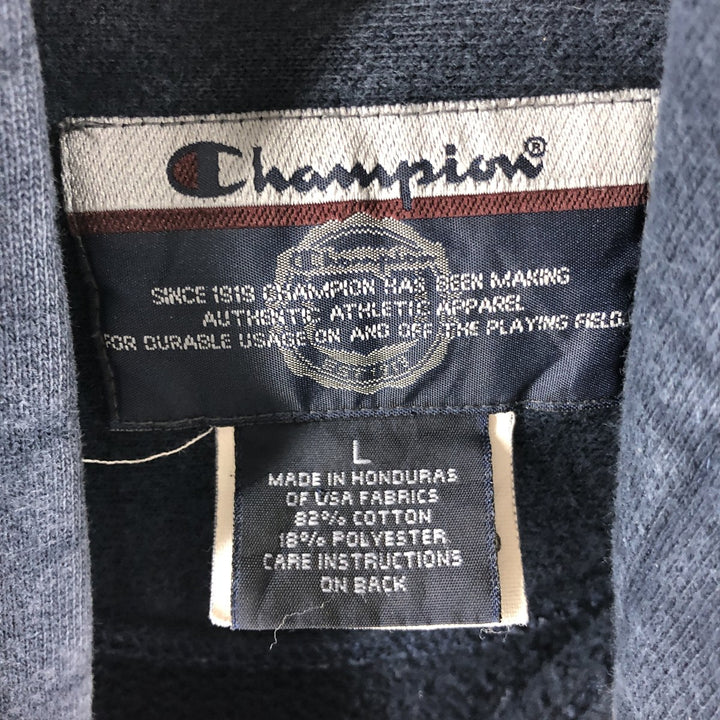 Champion®
SINCE 1919 CHAMPION HAS BEEN MAKING
AUTHENTIC ATHLETIC APPAREL
FOR DURABLE USAGE ON AND OFF THE PLAYING FIELD.
Champion
L
MADE IN HONDURAS
OF USA FABRICS
82% COTTON
18% POLYESTER
CARE INSTRUCTIONS
ON BACK